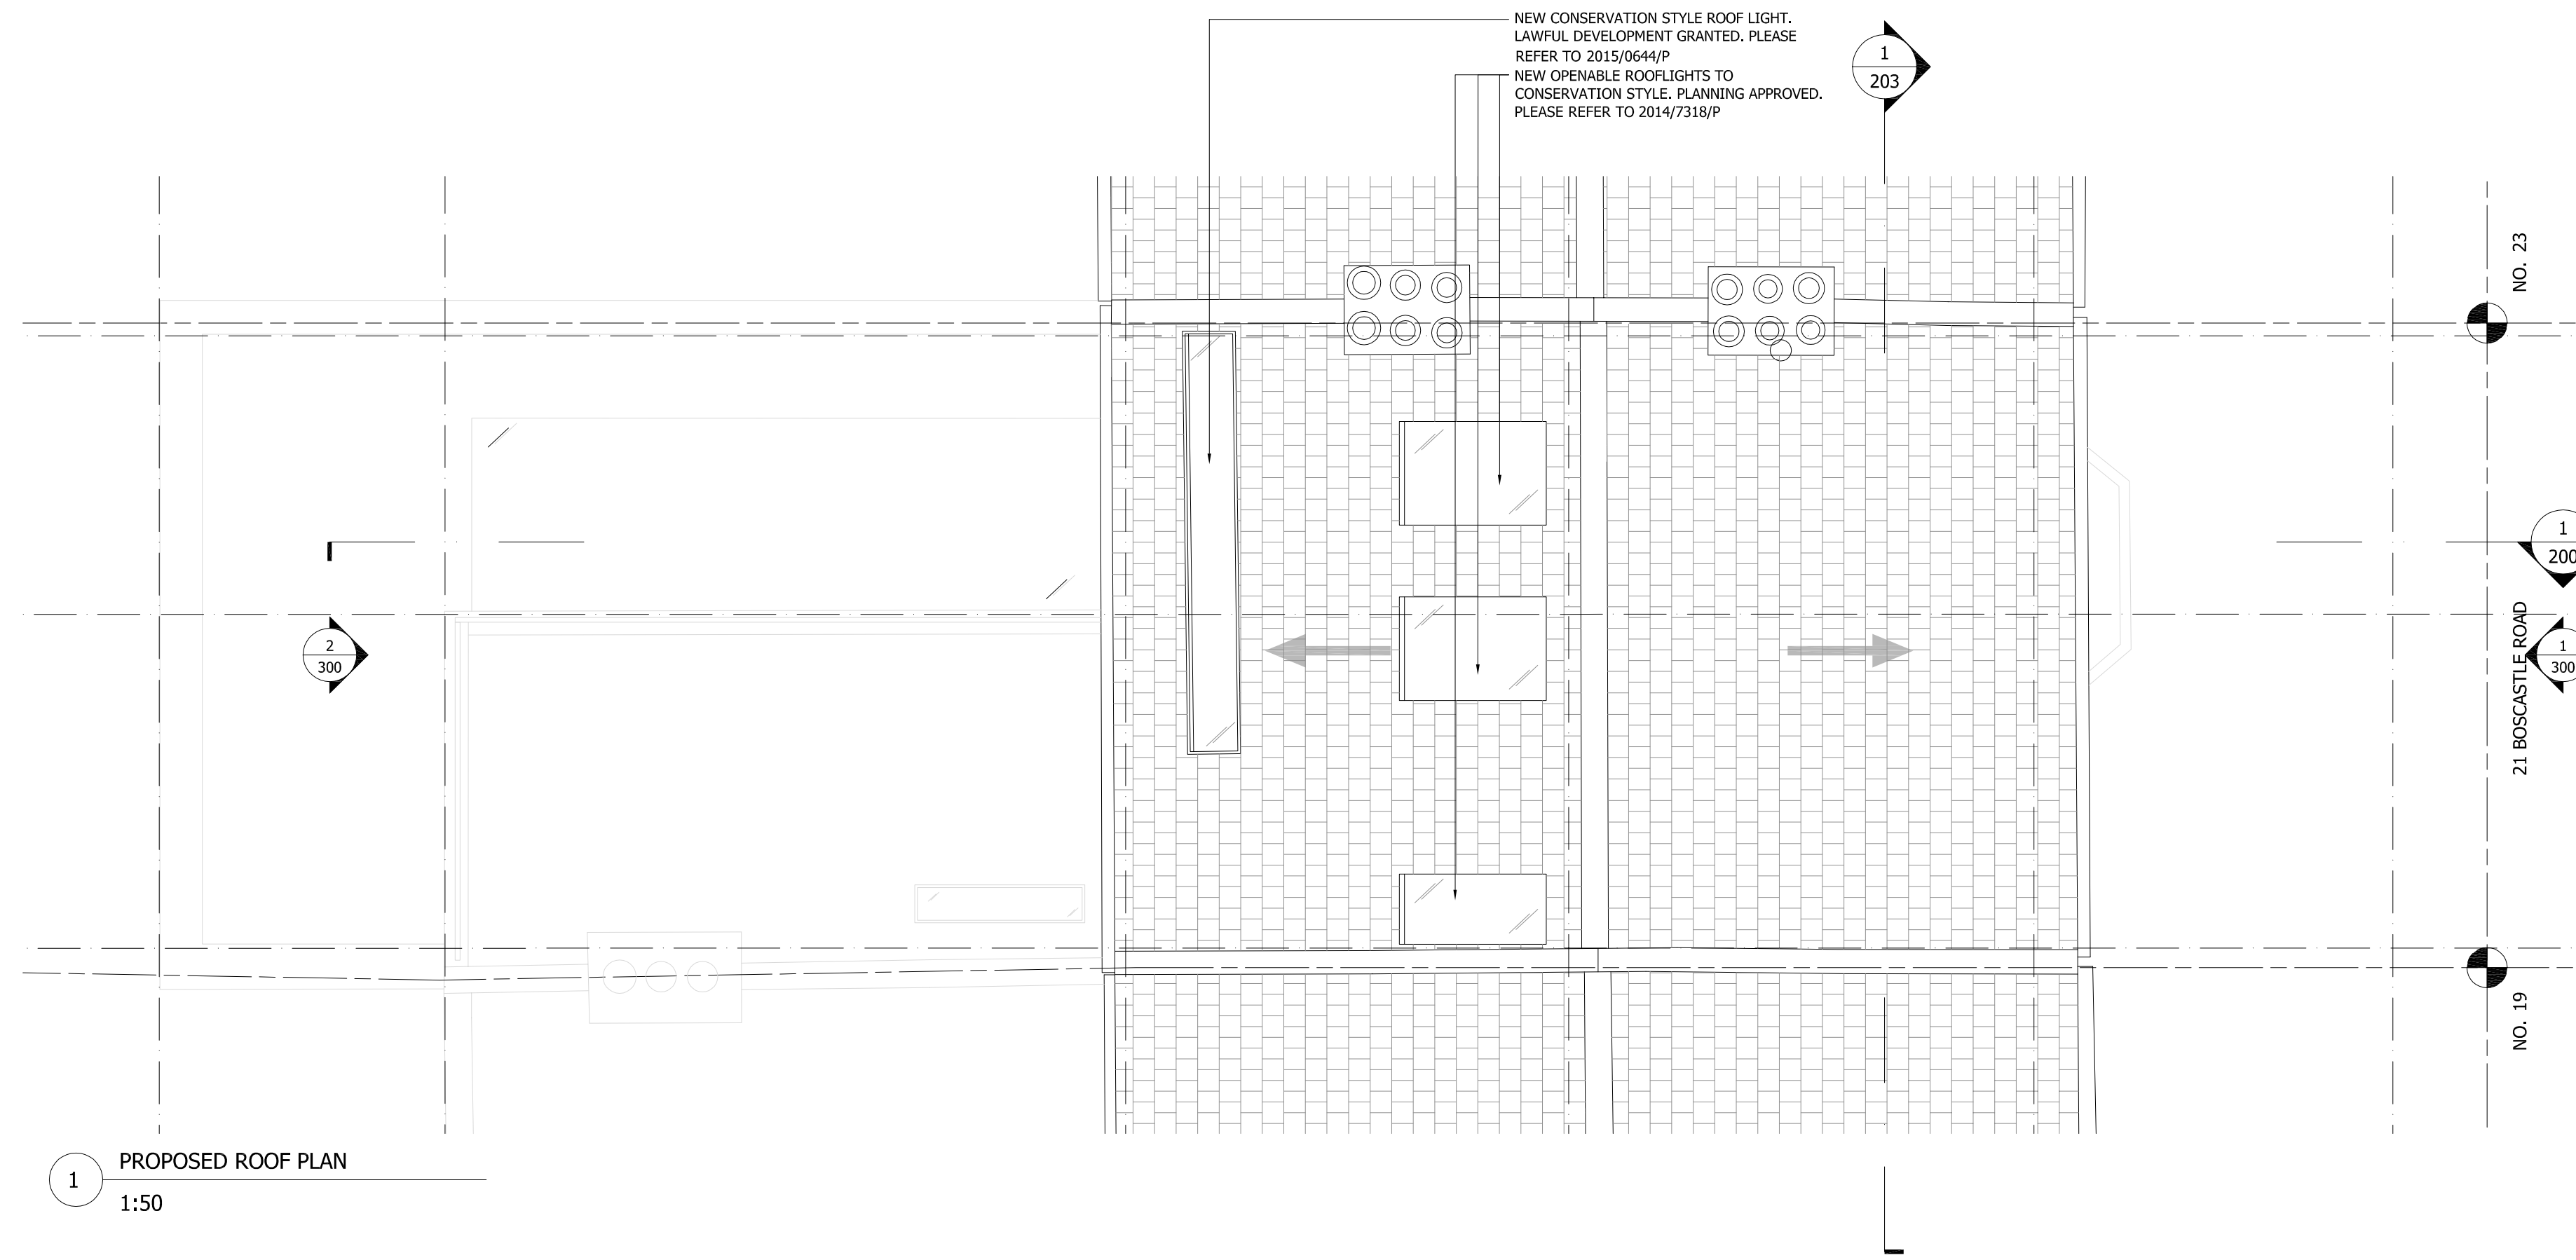 NEW CONSERVATION STYLE ROOF LIGHT.
LAWFUL DEVELOPMENT GRANTED. PLEASE
REFER TO 2015/0644/P
NEW OPENABLE ROOFLIGHTS TO
CONSERVATION STYLE. PLANNING APPROVED.
PLEASE REFER TO 2014/7318/P
1
203
NO. 23
1
200
2
300
21 BOSCASTLE ROAD
1
300
NO. 19
1
PROPOSED ROOF PLAN
1:50